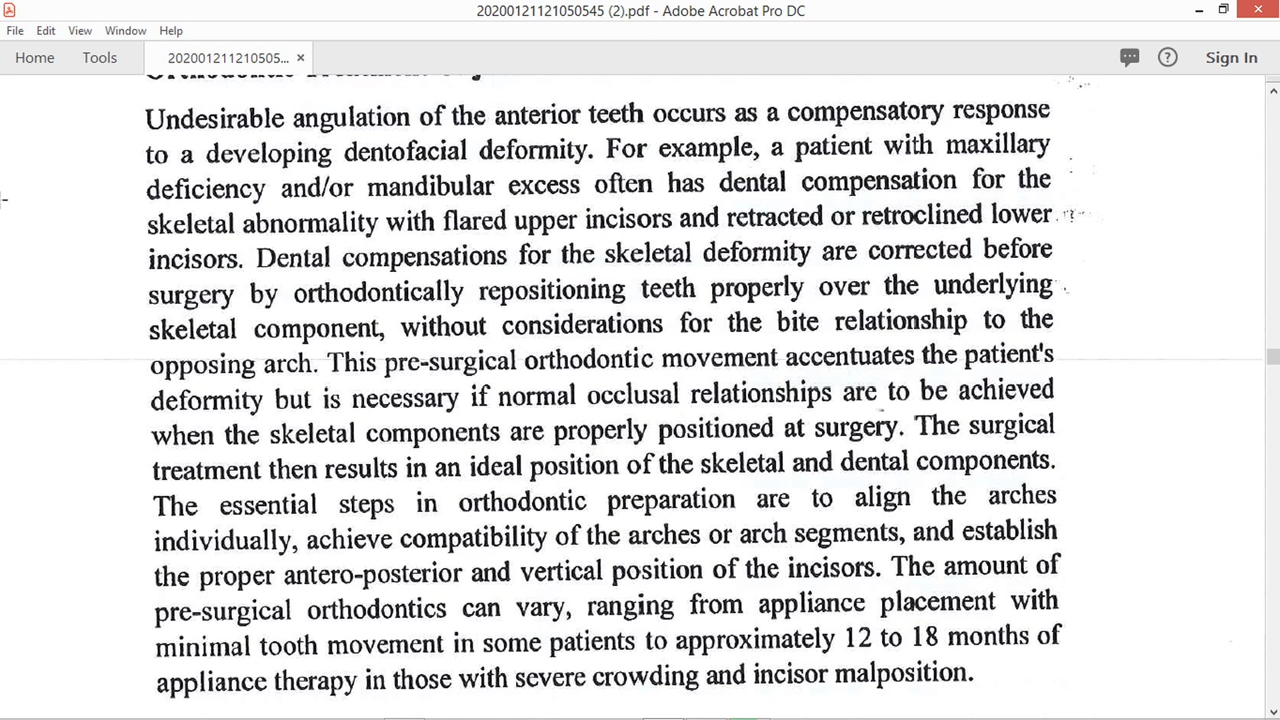 20200121121050545 (2).pdf - Adobe Acrobat Pro DC
File Edit View Window Help
Home Tools 202001211210505... × Sign In
Undesirable angulation of the anterior teeth occurs as a compensatory response
to a developing dentofacial deformity. For example, a patient with maxillary
deficiency and/or mandibular excess often has dental compensation for the
skeletal abnormality with flared upper incisors and retracted or retroclined lower
incisors. Dental compensations for the skeletal deformity are corrected before
surgery by orthodontically repositioning teeth properly over the underlying
skeletal component, without considerations for the bite relationship to the
opposing arch. This pre-surgical orthodontic movement accentuates the patient's
deformity but is necessary if normal occlusal relationships are to be achieved
when the skeletal components are properly positioned at surgery. The surgical
treatment then results in an ideal position of the skeletal and dental components.
The essential steps in orthodontic preparation are to align the arches
individually, achieve compatibility of the arches or arch segments, and establish
the proper antero-posterior and vertical position of the incisors. The amount of
pre-surgical orthodontics can vary, ranging from appliance placement with
minimal tooth movement in some patients to approximately 12 to 18 months of
appliance therapy in those with severe crowding and incisor malposition.